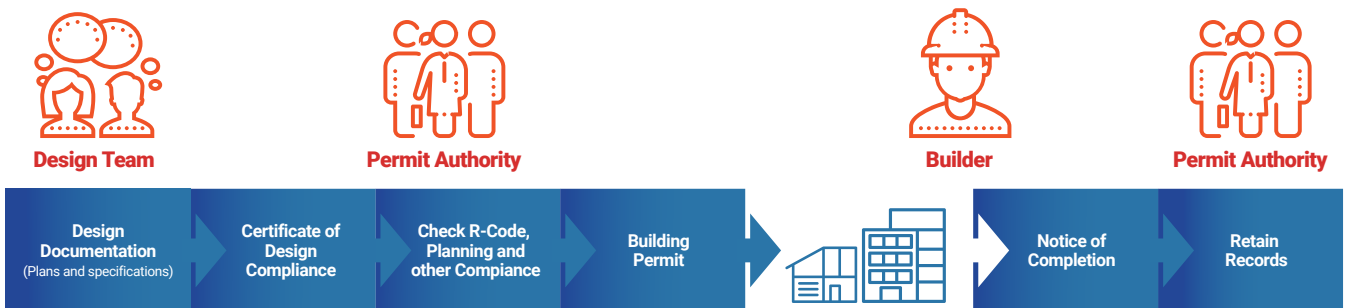 Design Team
Permit Authority
Builder
Permit Authority
Design
Documentation
(Plans and specifications)
Certificate of
Design
Compliance
Check R-Code,
Planning and
other Compiance
Building
Permit
Notice of
Completion
Retain
Records